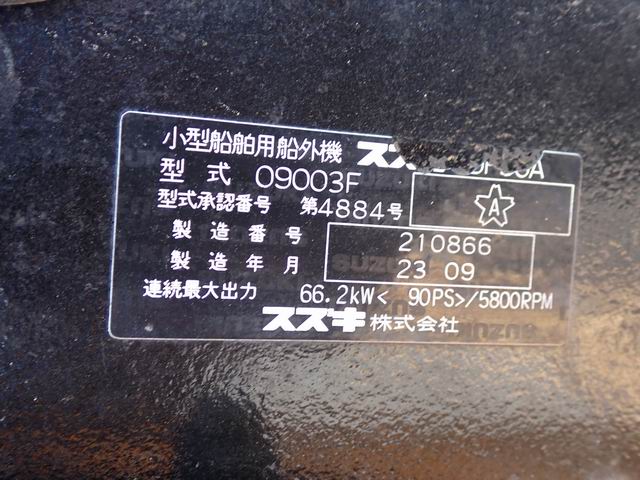 小型船舶用船外機 スズ
型式 09003F
型式承認番号 第4884号
A
製造番号 210866
製造年月 23 09
連続最大出力 66.2kW< 90PS>/5800RPM
スズキ株式会社